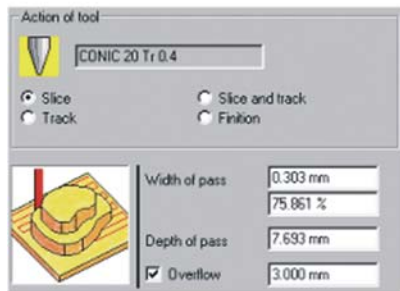 Action of tool
CONIC 20 Tr 0.4
Slice Slice and track
Track Finition
Width of pass 0.303 mm
75.861 %
Depth of pass 7.693 mm
Overflow 3.000 mm